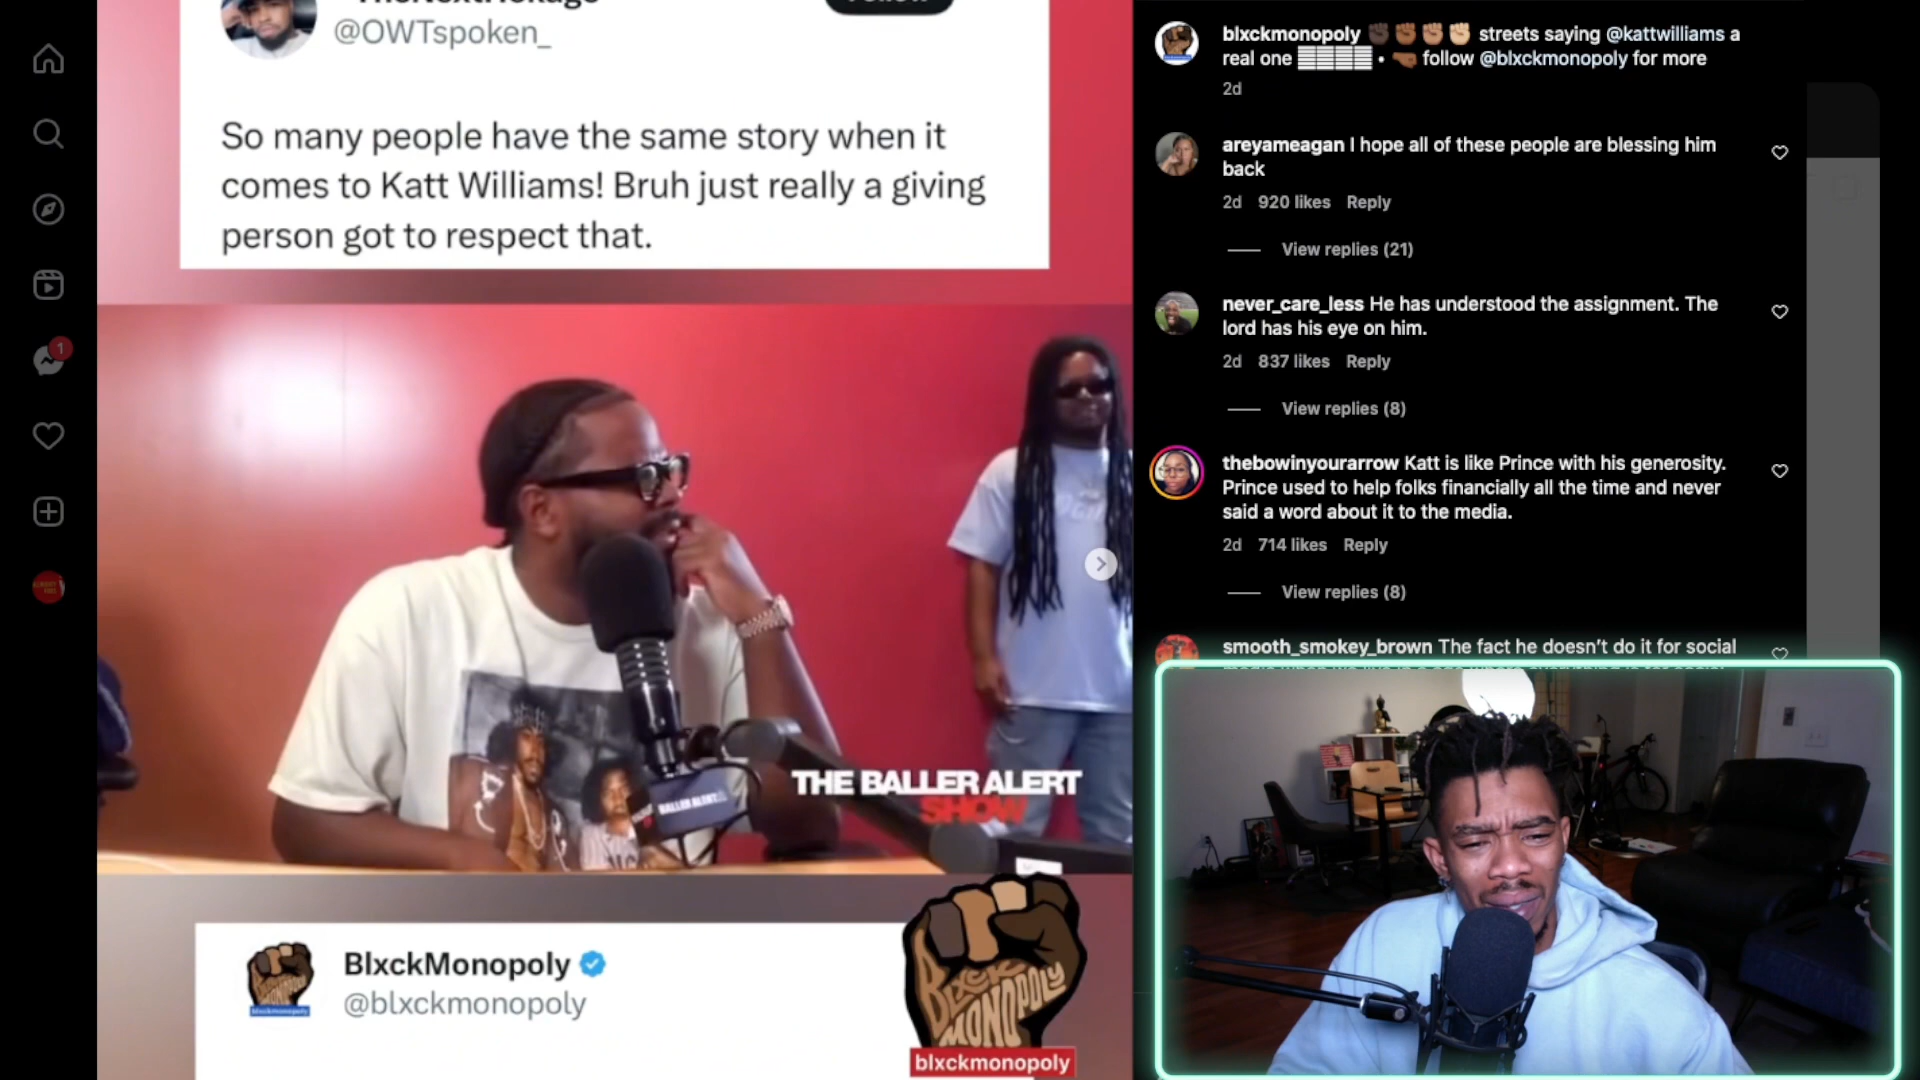 @OWTspoken_
So many people have the same story when it
comes to Katt Williams! Bruh just really a giving
person got to respect that.
THE BALLER ALERT
SHOW
BALLER ALERT
BlxckMonopoly
@blxckmonopoly
BLXCK
MONOPOLY
blxckmonopoly
blxckmonopoly ✊🏿✊🏾✊🏽✊🏼 streets saying @kattwilliams a
real one • 🤜🏾 follow @blxckmonopoly for more
2d
areyameagan I hope all of these people are blessing him
back
2d 920 likes Reply
View replies (21)
never_care_less He has understood the assignment. The
lord has his eye on him.
2d 837 likes Reply
View replies (8)
thebowinyourarrow Katt is like Prince with his generosity.
Prince used to help folks financially all the time and never
said a word about it to the media.
2d 714 likes Reply
View replies (8)
smooth_smokey_brown The fact he doesn't do it for social
1